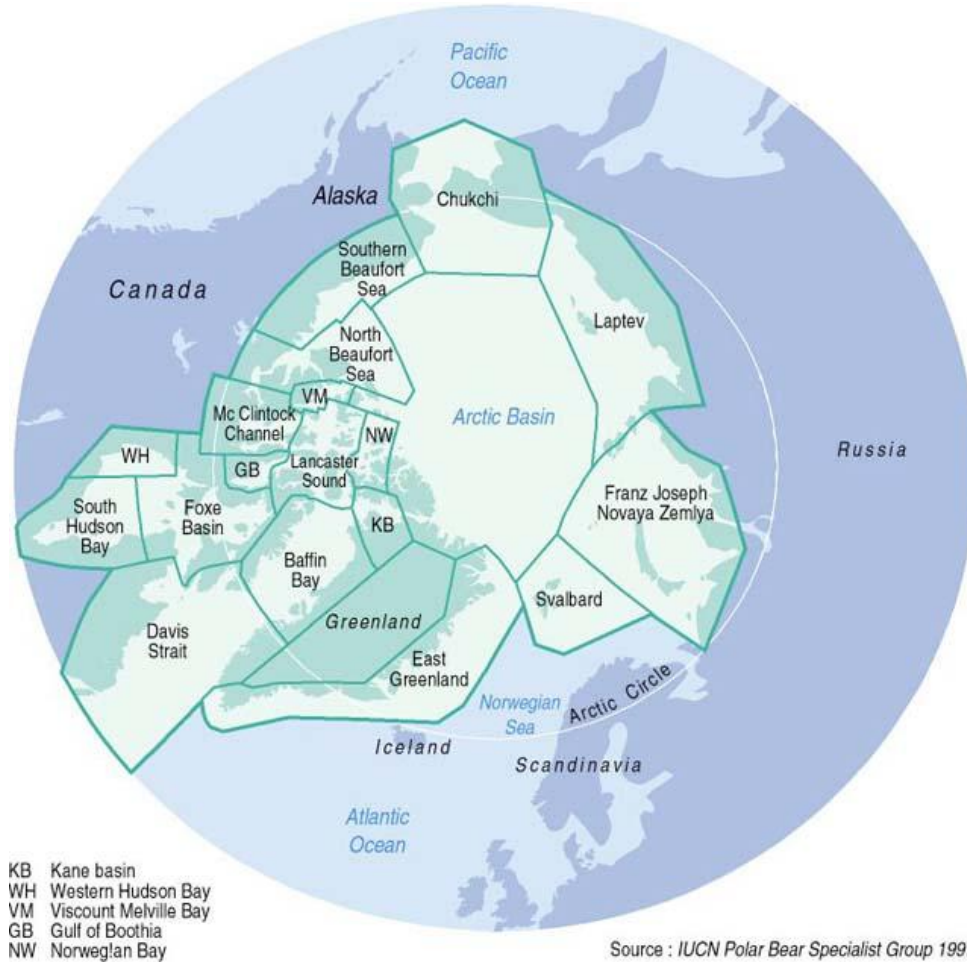 Pacific
Ocean
Alaska
Chukchi
Canada
Southern
Beaufort
Sea
Laptev
North
Beaufort
Sea
VM
Mc Clintock
Channel
Arctic Basin
NW
WH
GB
Lancaster
Sound
Russia
South
Hudson
Bay
Foxe
Basin
Franz Joseph
Novaya Zemlya
KB
Baffin
Bay
Svalbard
Greenland
Davis
Strait
East
Greenland
Norwegian
Sea
Arctic Circle
Iceland
Scandinavia
Atlantic
Ocean
KB Kane basin
WH Western Hudson Bay
VM Viscount Melville Bay
GB Gulf of Boothia
NW Norweg!an Bay
Source : IUCN Polar Bear Specialist Group 199